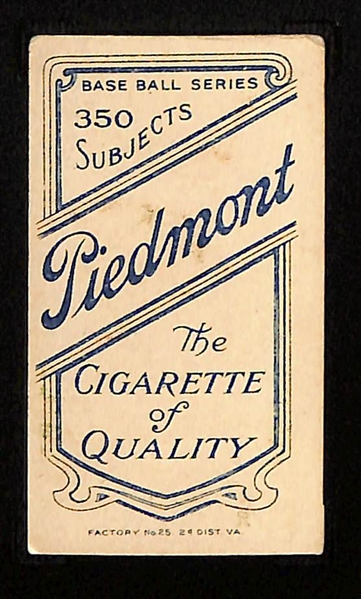 BASE BALL SERIES
350
SUBJECTS
Piedmont
The
CIGARETTE
of
QUALITY
FACTORY No. 25. 2d DIST. VA.